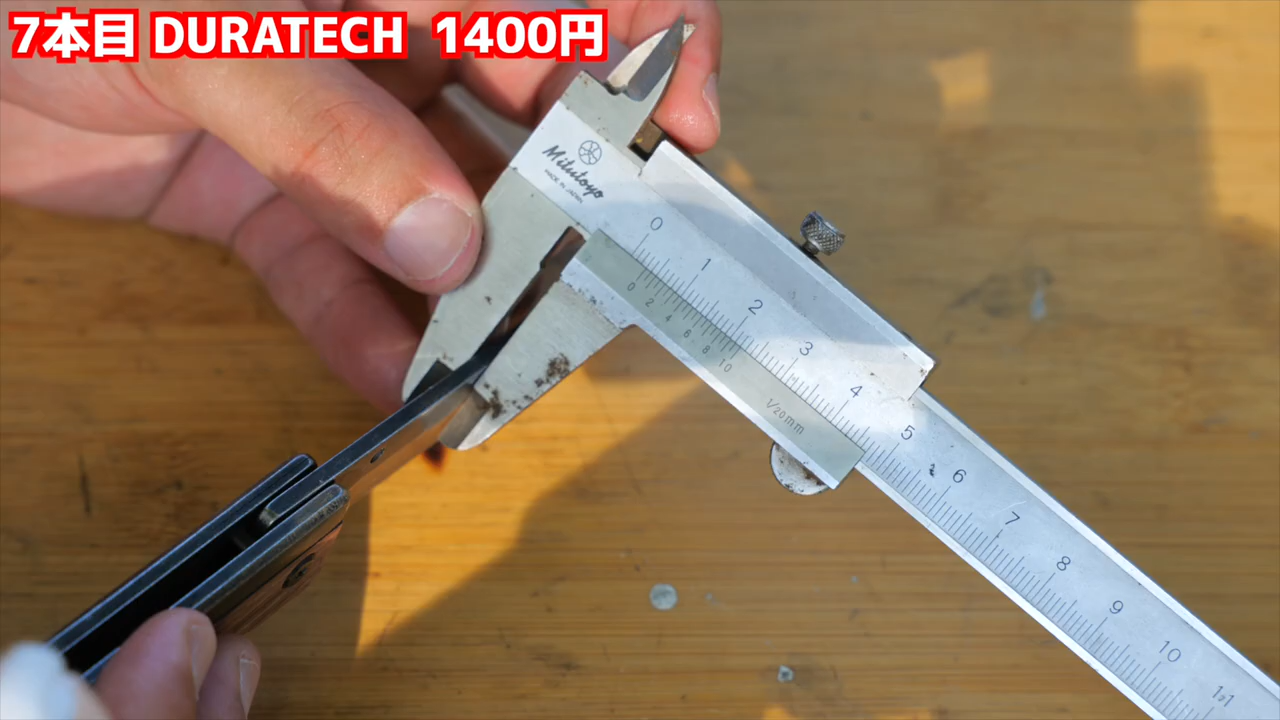 7本目 DURATECH 1400円
Mitutoyo
MADE IN JAPAN
0 1 2 3 4 5 6 7 8 9 10 11
0 2 4 6 8 10
1/20mm